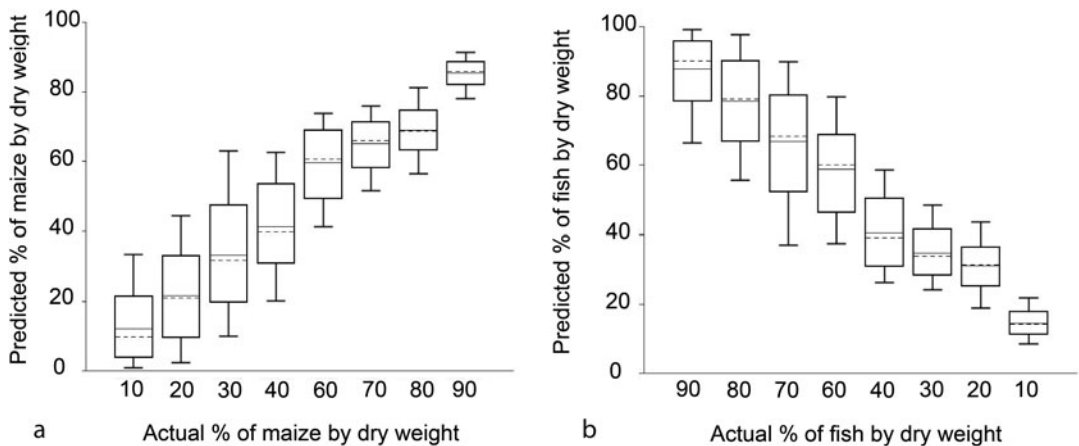 Predicted % of maize by dry weight
100
80
60
40
20
0
10 20 30 40 60 70 80 90
a
Actual % of maize by dry weight
Predicted % of fish by dry weight
100
80
60
40
20
0
90 80 70 60 40 30 20 10
b
Actual % of fish by dry weight